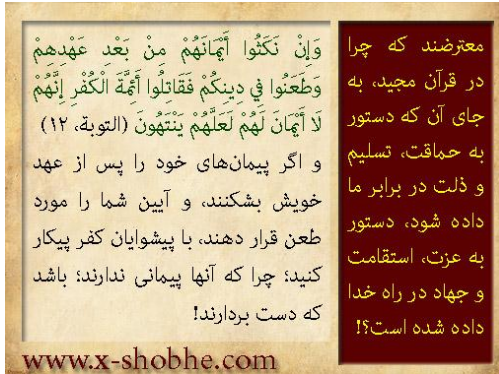 معترضند که چرا
در قرآن مجید، به
جای آن که دستور
به حماقت، تسلیم
و ذلت در برابر ما
داده شود، دستور
به عزت، استقامت
و جهاد در راه خدا
داده شده است؟!
وَإِنْ نَكَثُوا أَيْمَانَهُمْ مِنْ بَعْدِ عَهْدِهِمْ
وَطَعَنُوا فِي دِينِكُمْ فَقَاتِلُوا أَئِمَّةَ الْكُفْرِ إِنَّهُمْ
لَا أَيْمَانَ لَهُمْ لَعَلَّهُمْ يَنْتَهُونَ (التوبة، ۱۲)
و اگر پیمان‌های خود را پس از عهد
خویش بشکنند، و آیین شما را مورد
طعن قرار دهند، با پیشوایان کفر پیکار
کنید؛ چرا که آنها پیمانی ندارند؛ باشد
که دست بردارند!
www.x-shobhe.com